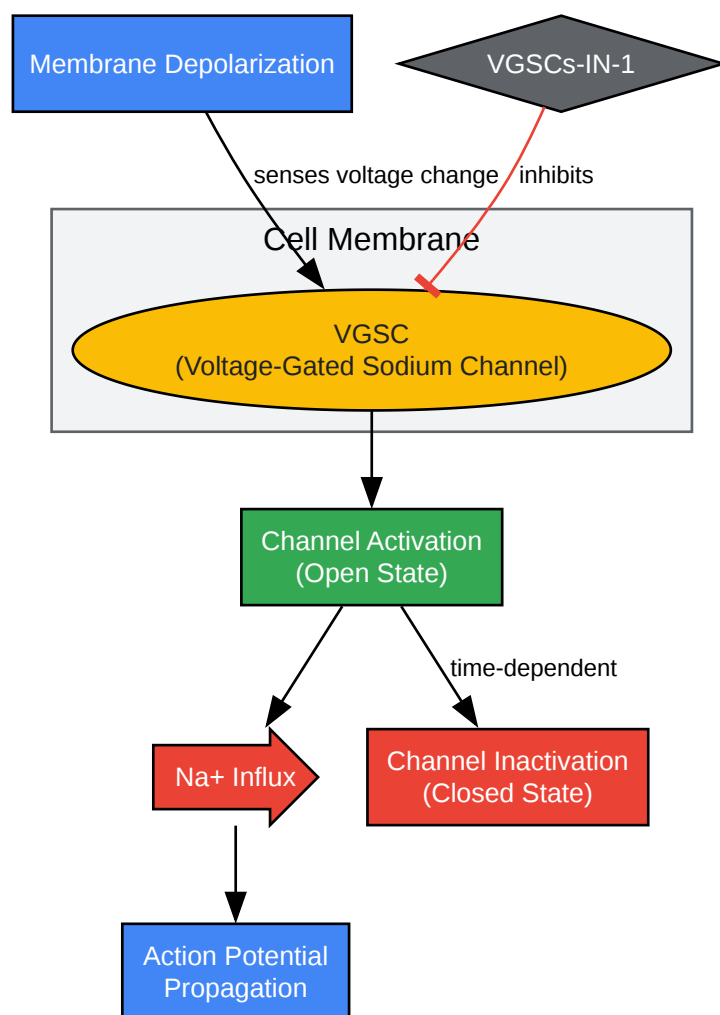 Membrane Depolarization
VGSCs-IN-1
senses voltage change
inhibits
Cell Membrane
VGSC
(Voltage-Gated Sodium Channel)
Channel Activation
(Open State)
time-dependent
Na+ Influx
Channel Inactivation
(Closed State)
Action Potential
Propagation